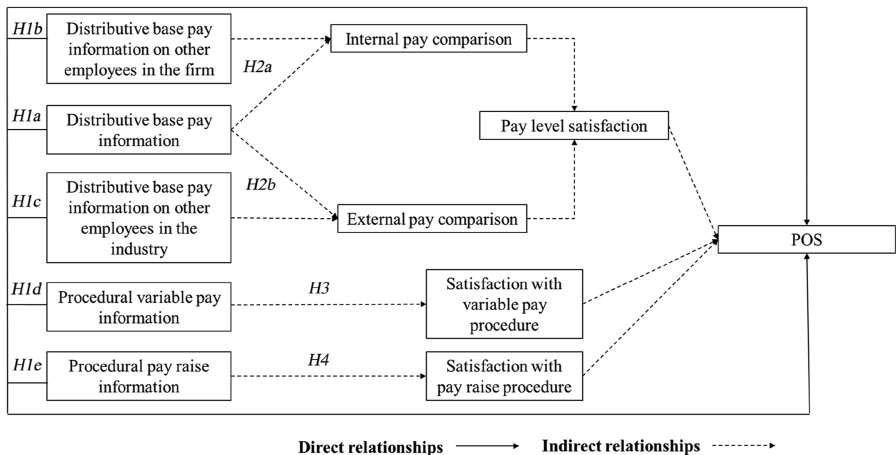 H1b
Distributive base pay
information on other
employees in the firm
H2a
Internal pay comparison
H1a
Distributive base pay
information
Pay level satisfaction
H2b
H1c
Distributive base pay
information on other
employees in the
industry
External pay comparison
POS
H1d
Procedural variable pay
information
H3
Satisfaction with
variable pay
procedure
H1e
Procedural pay raise
information
H4
Satisfaction with
pay raise procedure
Direct relationships
Indirect relationships